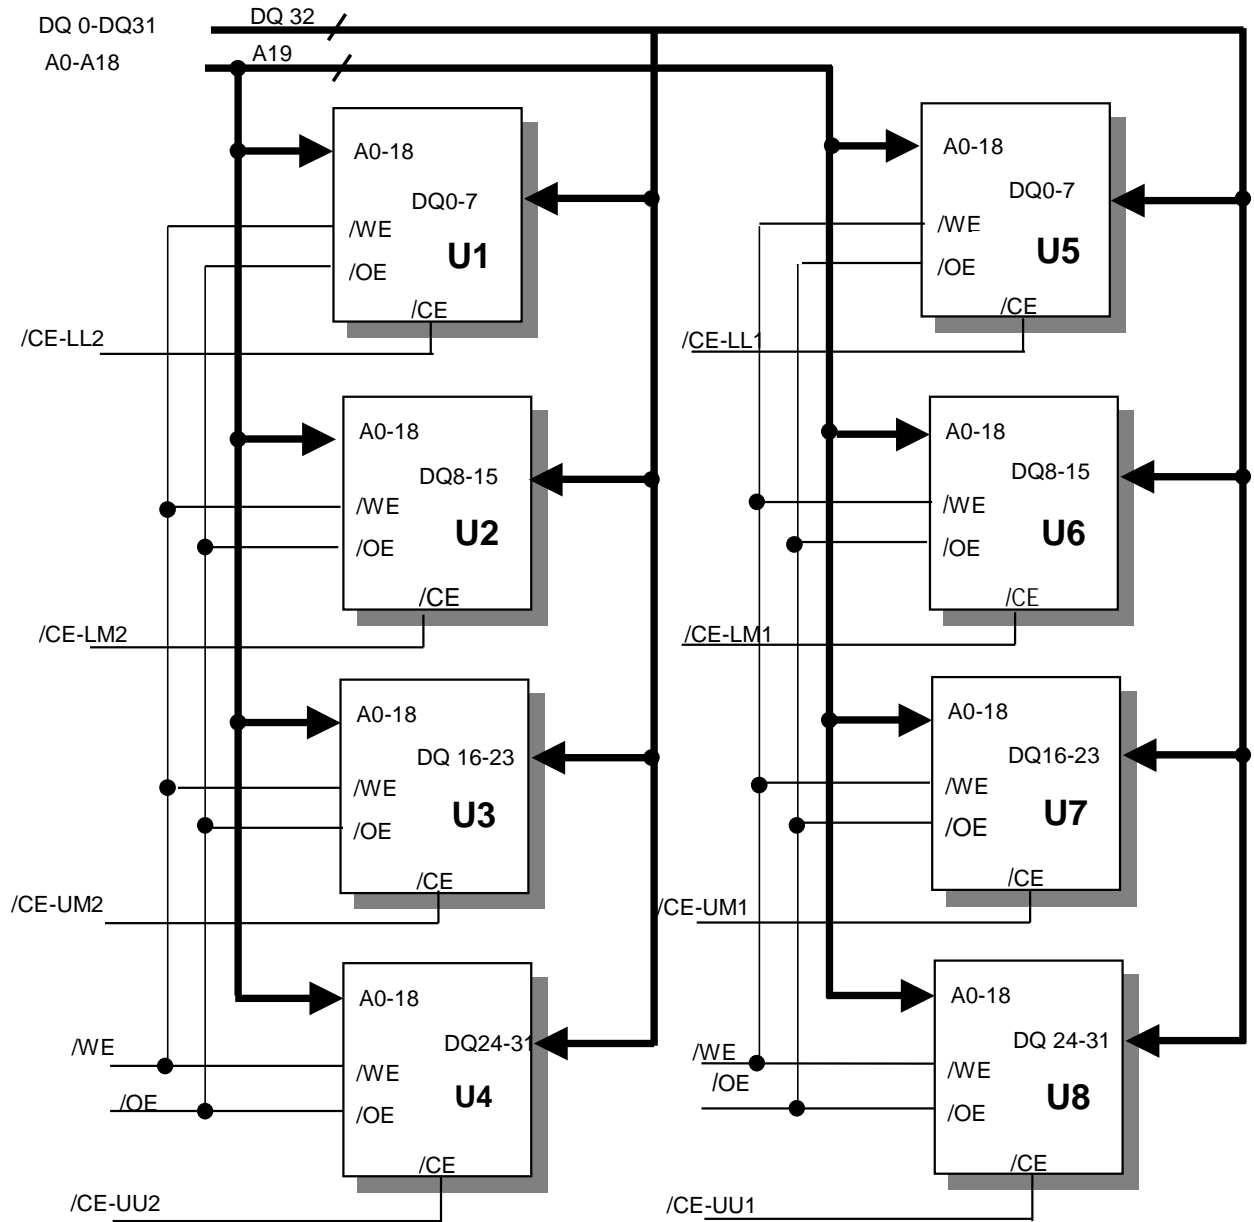 DQ 0-DQ31
DQ 32
A0-A18
A19
A0-18
DQ0-7
/WE
U1
/OE
/CE
/CE-LL2
A0-18
DQ8-15
/WE
U2
/OE
/CE
/CE-LM2
A0-18
DQ 16-23
/WE
U3
/OE
/CE
/CE-UM2
A0-18
DQ24-31
/WE
/WE
U4
/OE
/OE
/CE
/CE-UU2
A0-18
DQ0-7
/WE
U5
/OE
/CE
/CE-LL1
A0-18
DQ8-15
/WE
U6
/OE
/CE
/CE-LM1
A0-18
DQ16-23
/WE
U7
/OE
/CE
/CE-UM1
A0-18
DQ 24-31
/WE
/WE
/OE
U8
/OE
/CE
/CE-UU1